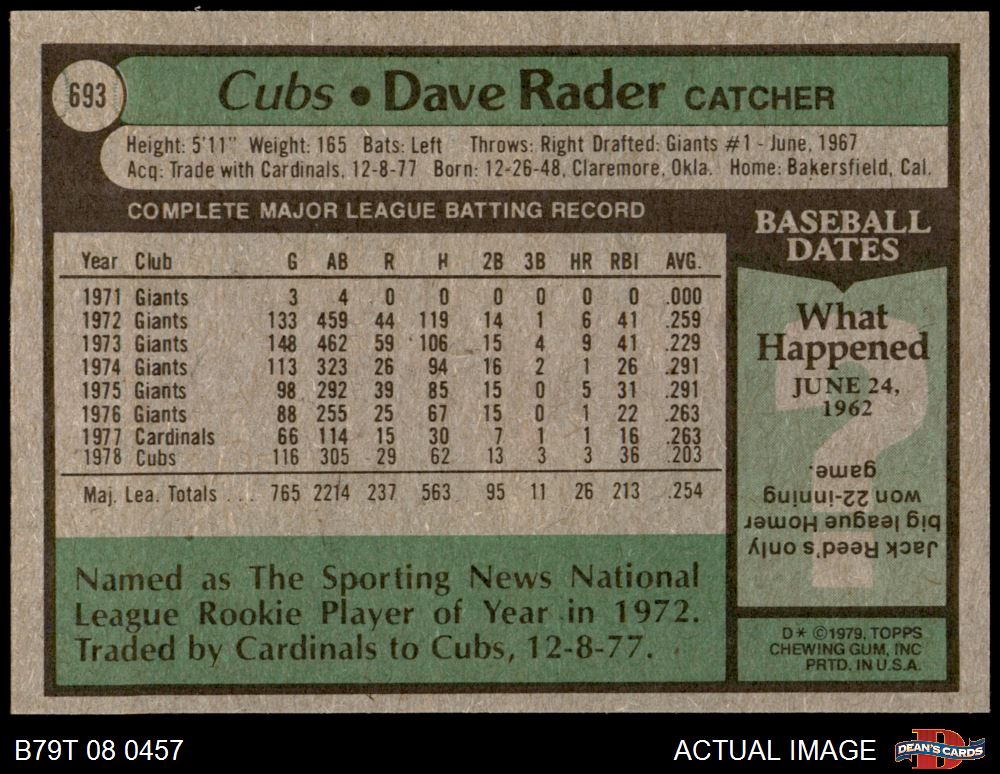 693
Cubs • Dave Rader CATCHER
Height: 5'11" Weight: 165 Bats: Left Throws: Right Drafted: Giants #1 - June, 1967
Acq: Trade with Cardinals, 12-8-77 Born: 12-26-48, Claremore, Okla. Home: Bakersfield, Cal.
COMPLETE MAJOR LEAGUE BATTING RECORD
Year Club G AB R H 2B 3B HR RBI AVG.
1971 Giants 3 4 0 0 0 0 0 0 .000
1972 Giants 133 459 44 119 14 1 6 41 .259
1973 Giants 148 462 59 106 15 4 9 41 .229
1974 Giants 113 323 26 94 16 2 1 26 .291
1975 Giants 98 292 39 85 15 0 5 31 .291
1976 Giants 88 255 25 67 15 0 1 22 .263
1977 Cardinals 66 114 15 30 7 1 1 16 .263
1978 Cubs 116 305 29 62 13 3 3 36 .203
Maj. Lea. Totals ... 765 2214 237 563 95 11 26 213 .254
Named as The Sporting News National
League Rookie Player of Year in 1972.
Traded by Cardinals to Cubs, 12-8-77.
BASEBALL
DATES
What
Happened
JUNE 24,
1962
?
Jack Reed's only
big league Homer
won 22-inning
game.
D* ©1979, TOPPS
CHEWING GUM, INC
PRTD. IN U.S.A.
B79T 08 0457
ACTUAL IMAGE
D
DEAN'S CARDS